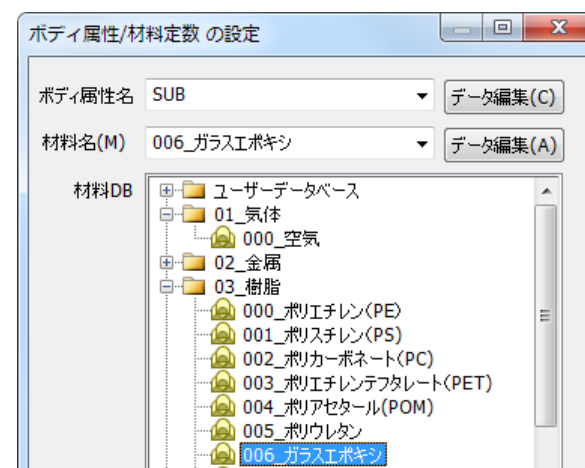 ボディ属性/材料定数 の設定
ボディ属性名 SUB データ編集(C)
材料名(M) 006_ガラスエポキシ データ編集(A)
材料DB ユーザーデータベース
01_気体
000_空気
02_金属
03_樹脂
000_ポリエチレン(PE)
001_ポリスチレン(PS)
002_ポリカーボネート(PC)
003_ポリエチレンテフタレート(PET)
004_ポリアセタール(POM)
005_ポリウレタン
006_ガラスエポキシ